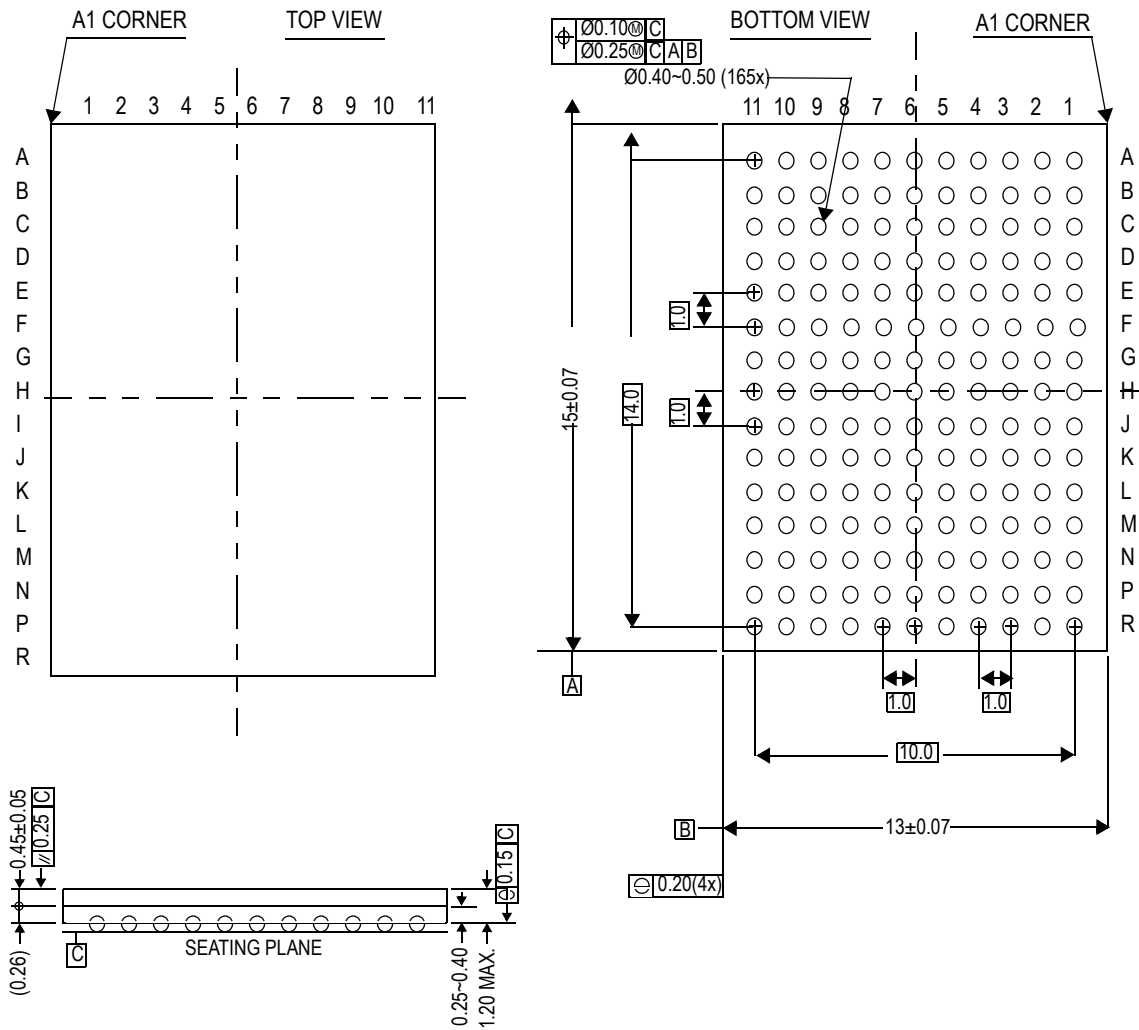 A1 CORNER TOP VIEW
1 2 3 4 5 6 7 8 9 10 11
A
B
C
D
E
F
G
H
I
J
K
L
M
N
P
R
Ø0.10Ⓜ C
Ø0.25Ⓜ C A B
Ø0.40~0.50 (165x)
BOTTOM VIEW A1 CORNER
11 10 9 8 7 6 5 4 3 2 1
A
B
C
D
E
F
G
H
J
K
L
M
N
P
R
1.0
1.0
15±0.07
14.0
A
1.0 1.0
10.0
B 13±0.07
0.20(4x)
0.45±0.05
// 0.25 C
0.15 C
C SEATING PLANE
(0.26)
0.25~0.40
1.20 MAX.